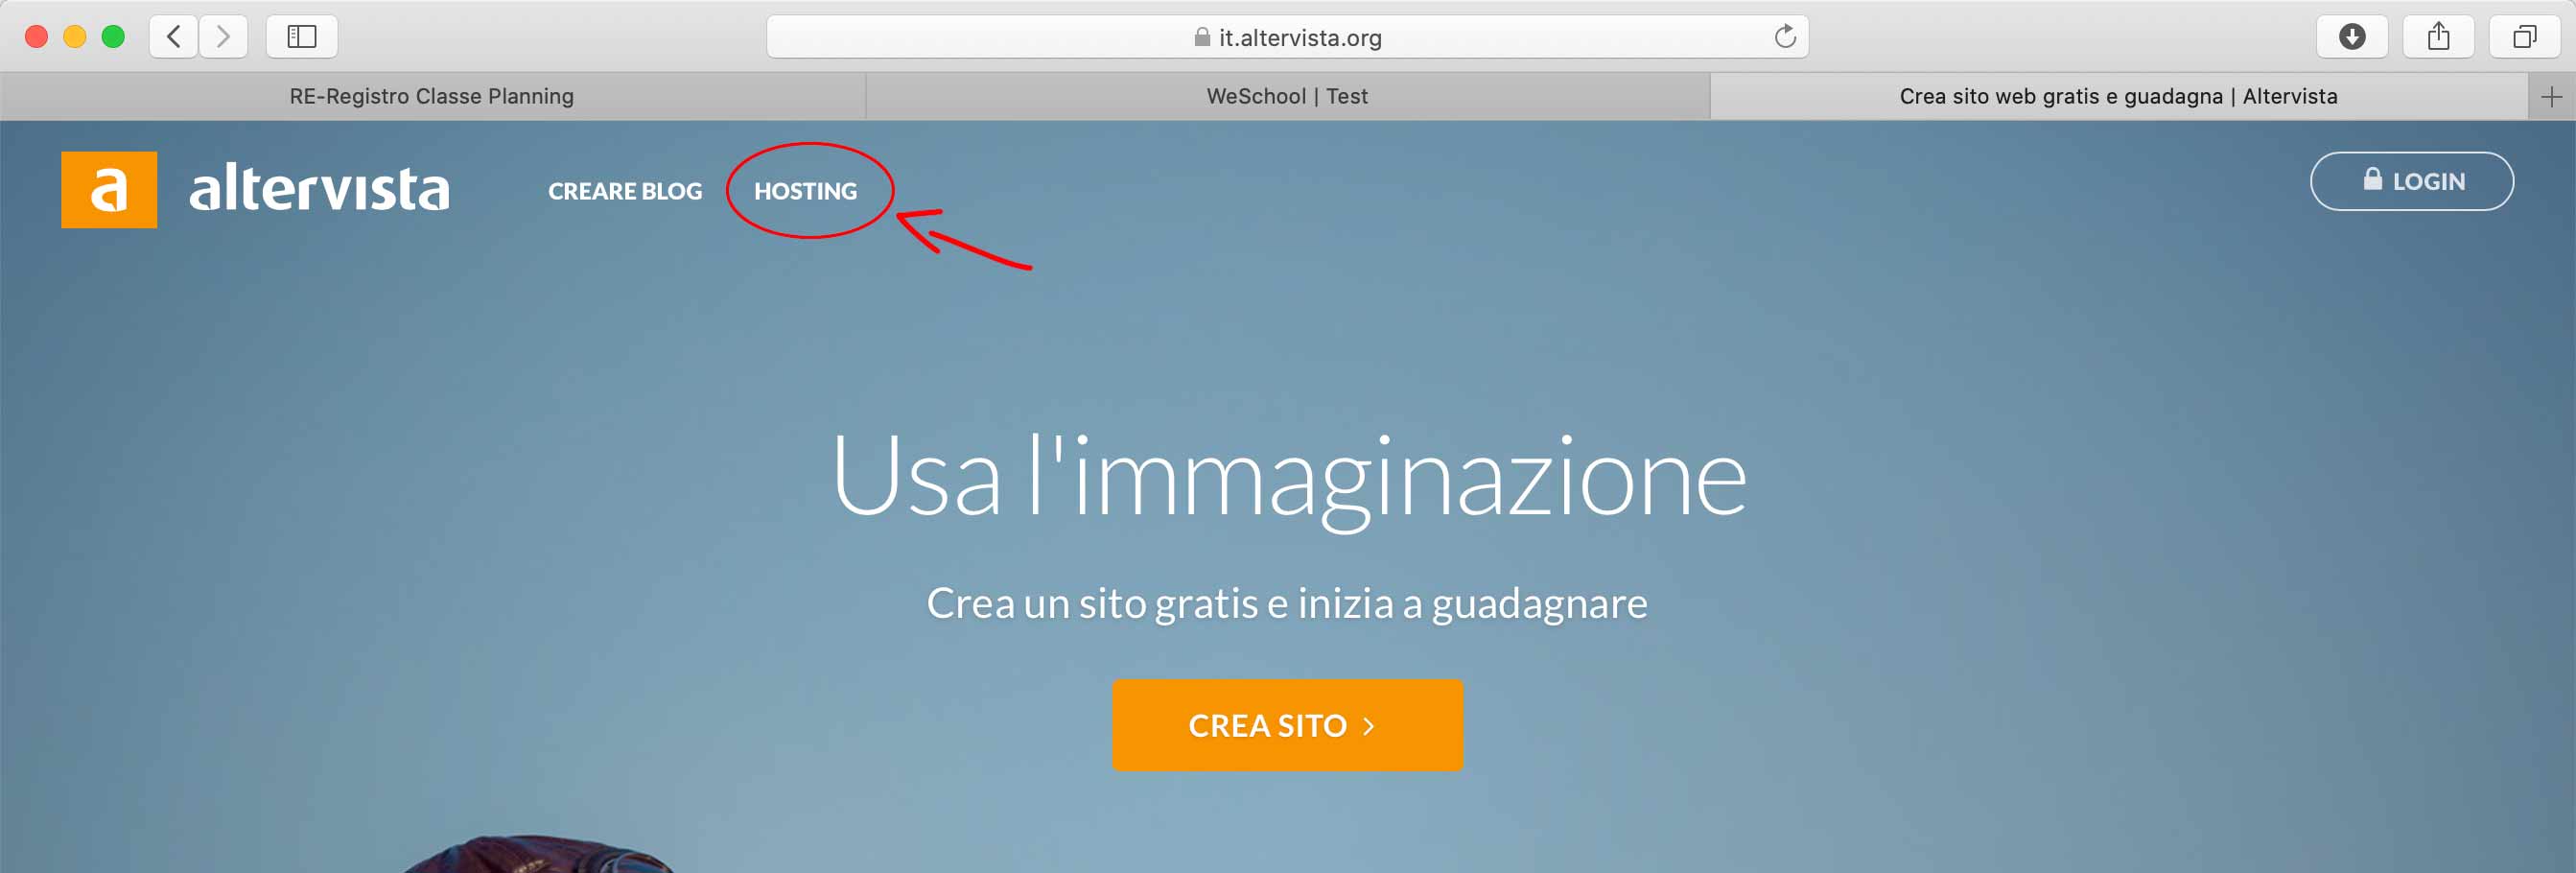 it.altervista.org
RE-Registro Classe Planning
WeSchool | Test
Crea sito web gratis e guadagna | Altervista
a altervista
CREARE BLOG
HOSTING
LOGIN
Usa l'immaginazione
Crea un sito gratis e inizia a guadagnare
CREA SITO >